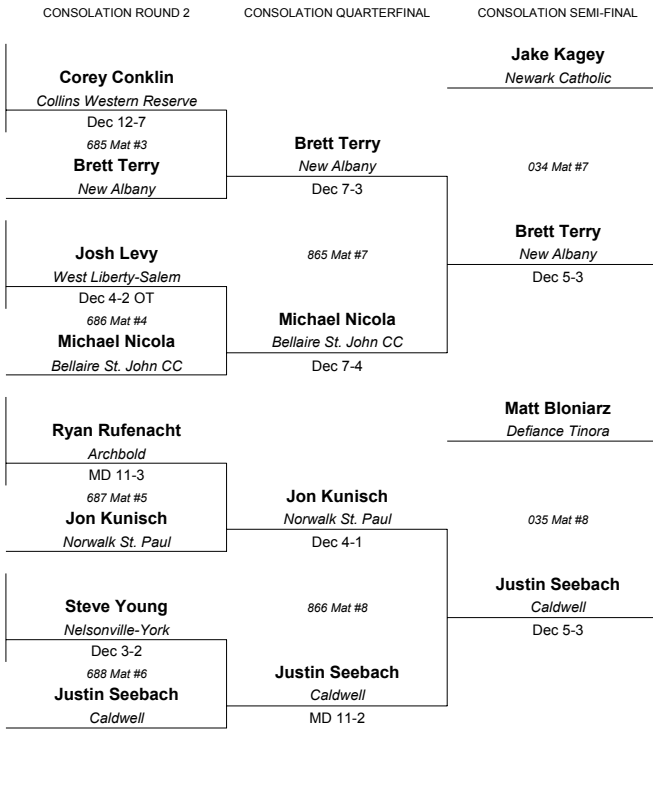 CONSOLATION ROUND 2
CONSOLATION QUARTERFINAL
CONSOLATION SEMI-FINAL
Corey Conklin
Collins Western Reserve
Dec 12-7
685 Mat #3
Brett Terry
New Albany
Josh Levy
West Liberty-Salem
Dec 4-2 OT
686 Mat #4
Michael Nicola
Bellaire St. John CC
Ryan Rufenacht
Archbold
MD 11-3
687 Mat #5
Jon Kunisch
Norwalk St. Paul
Steve Young
Nelsonville-York
Dec 3-2
688 Mat #6
Justin Seebach
Caldwell
Brett Terry
New Albany
Dec 7-3
865 Mat #7
Michael Nicola
Bellaire St. John CC
Dec 7-4
Jon Kunisch
Norwalk St. Paul
Dec 4-1
866 Mat #8
Justin Seebach
Caldwell
MD 11-2
Jake Kagey
Newark Catholic
034 Mat #7
Brett Terry
New Albany
Dec 5-3
Matt Bloniarz
Defiance Tinora
035 Mat #8
Justin Seebach
Caldwell
Dec 5-3